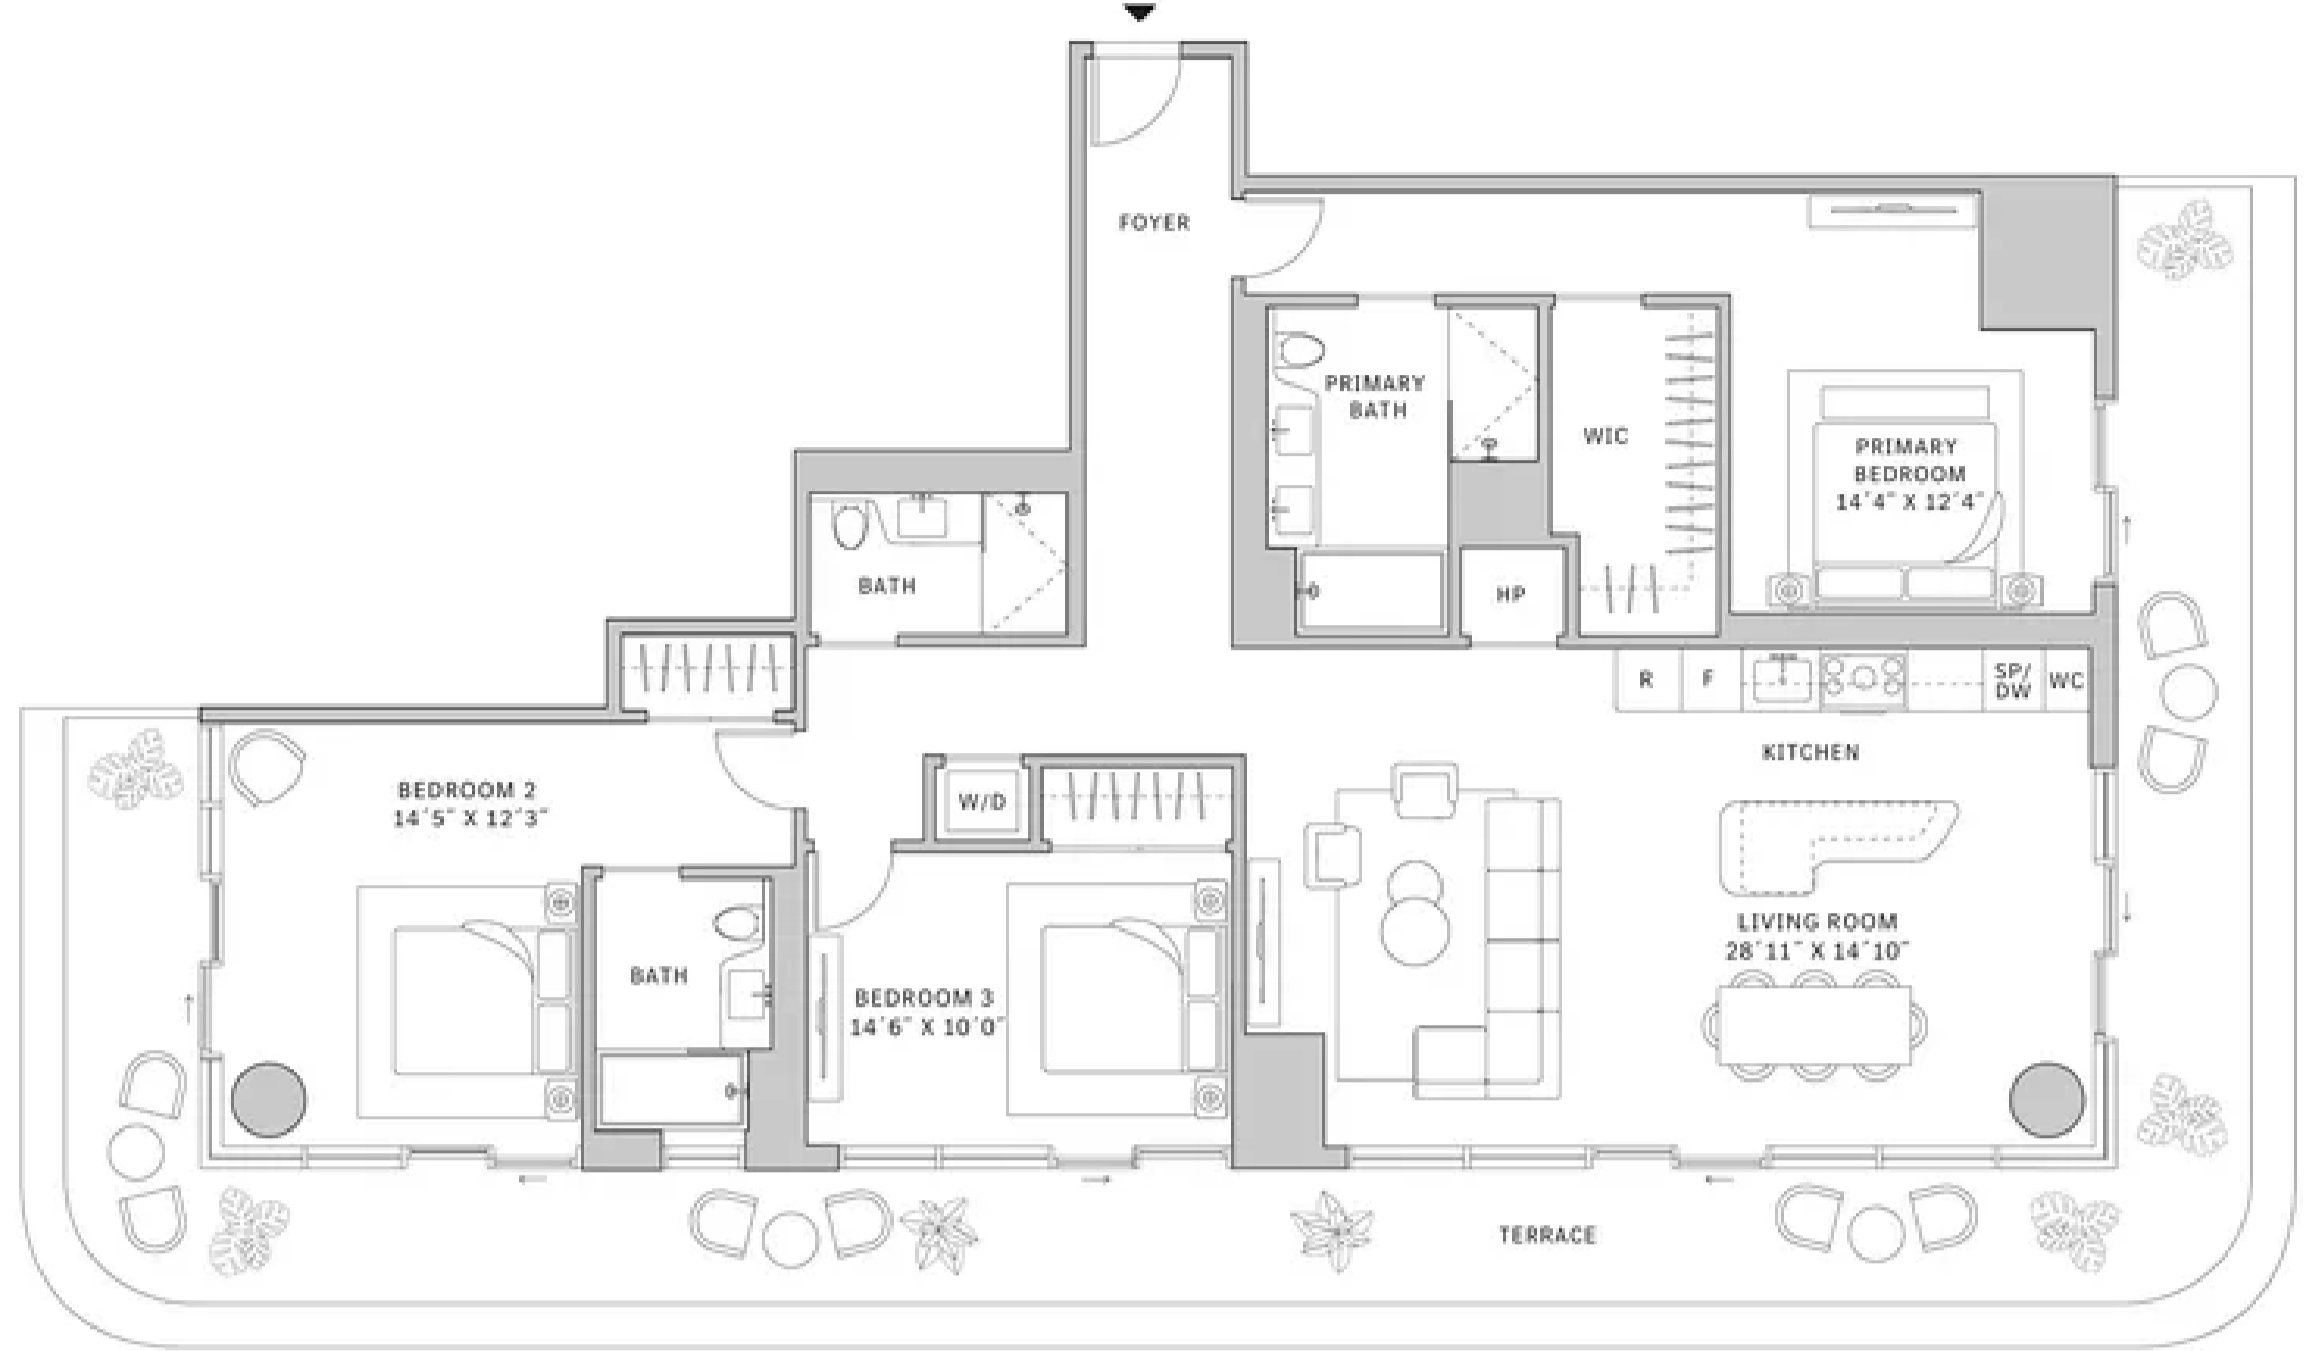 FOYER
PRIMARY
BATH
WIC
PRIMARY
BEDROOM
14´4˝ X 12´4˝
BATH
HP
R
F
SP/
DW
WC
KITCHEN
BEDROOM 2
14´5˝ X 12´3˝
W/D
LIVING ROOM
28´11˝ X 14´10˝
BATH
BEDROOM 3
14´6˝ X 10´0˝
TERRACE